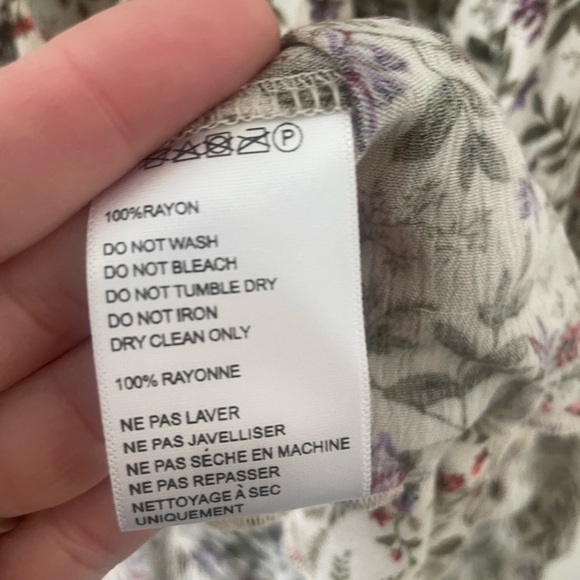 P
100%RAYON
DO NOT WASH
DO NOT BLEACH
DO NOT TUMBLE DRY
DO NOT IRON
DRY CLEAN ONLY
100% RAYONNE
NE PAS LAVER
NE PAS JAVELLISER
NE PAS SÉCHE EN MACHINE
NE PAS REPASSER
NETTOYAGE À SEC
UNIQUEMENT